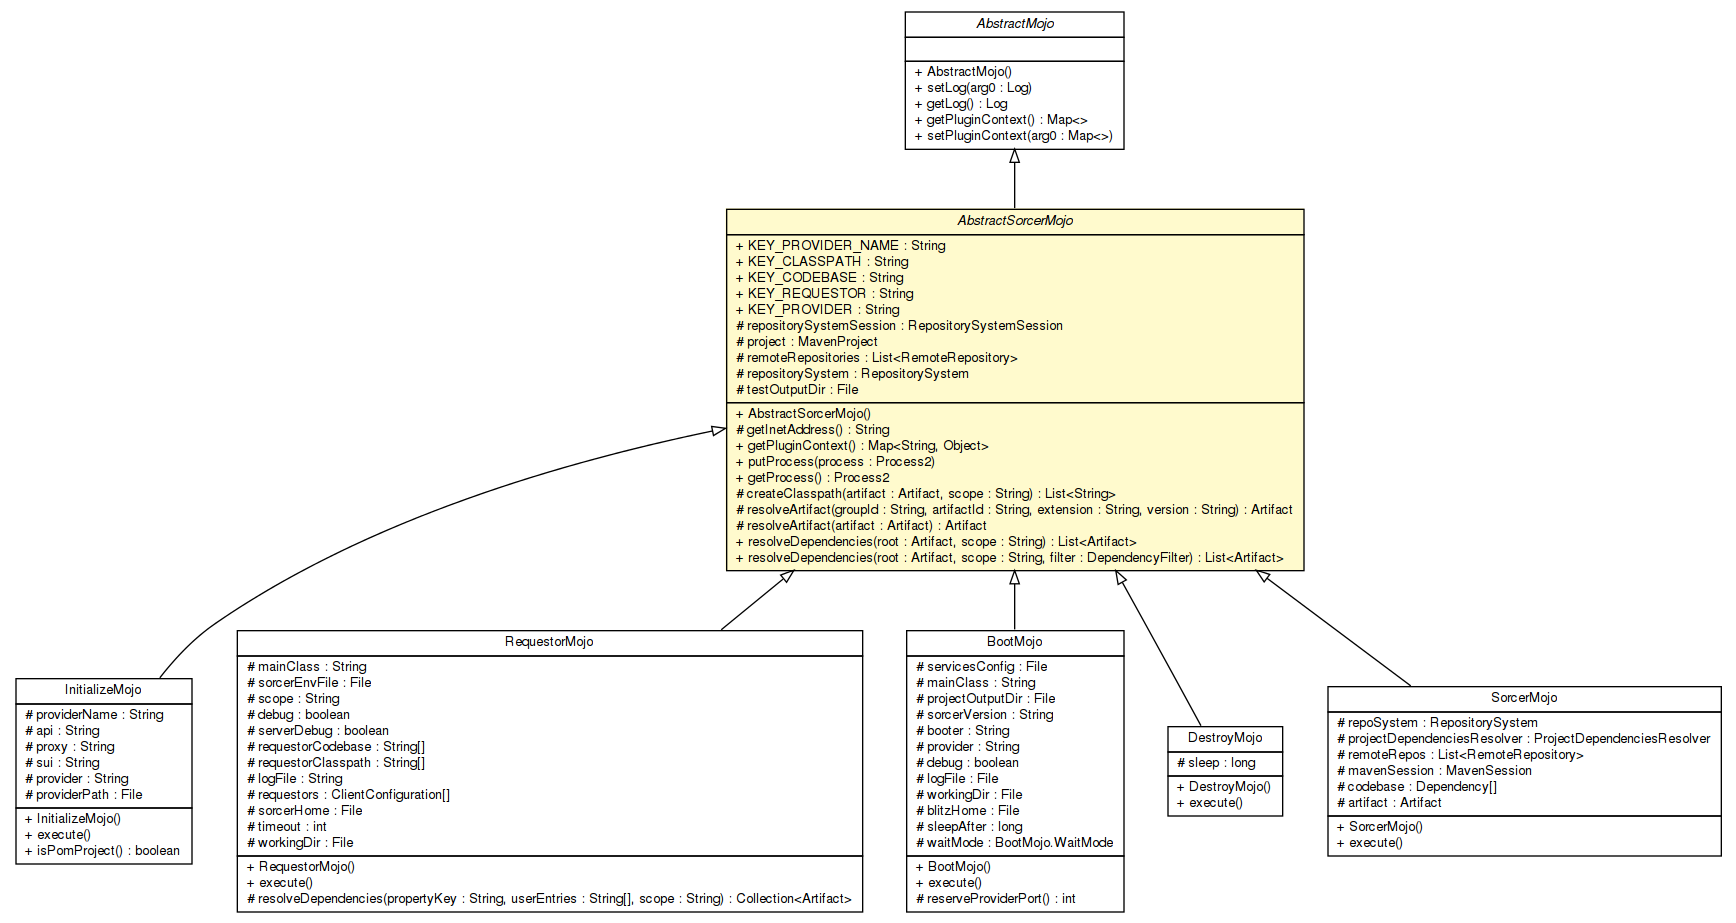 AbstractMojo
+ AbstractMojo()
+ setLog(arg0 : Log)
+ getLog() : Log
+ getPluginContext() : Map<>
+ setPluginContext(arg0 : Map<>)
AbstractSorcerMojo
+ KEY_PROVIDER_NAME : String
+ KEY_CLASSPATH : String
+ KEY_CODEBASE : String
+ KEY_REQUESTOR : String
+ KEY_PROVIDER : String
# repositorySystemSession : RepositorySystemSession
# project : MavenProject
# remoteRepositories : List<RemoteRepository>
# repositorySystem : RepositorySystem
# testOutputDir : File
+ AbstractSorcerMojo()
# getInetAddress() : String
+ getPluginContext() : Map<String, Object>
+ putProcess(process : Process2)
+ getProcess() : Process2
# createClasspath(artifact : Artifact, scope : String) : List<String>
# resolveArtifact(groupId : String, artifactId : String, extension : String, version : String) : Artifact
# resolveArtifact(artifact : Artifact) : Artifact
+ resolveDependencies(root : Artifact, scope : String) : List<Artifact>
+ resolveDependencies(root : Artifact, scope : String, filter : DependencyFilter) : List<Artifact>
InitializeMojo
# providerName : String
# api : String
# proxy : String
# sui : String
# provider : String
# providerPath : File
+ InitializeMojo()
+ execute()
+ isPomProject() : boolean
RequestorMojo
# mainClass : String
# sorcerEnvFile : File
# scope : String
# debug : boolean
# serverDebug : boolean
# requestorCodebase : String[]
# requestorClasspath : String[]
# logFile : String
# requestors : ClientConfiguration[]
# sorcerHome : File
# timeout : int
# workingDir : File
+ RequestorMojo()
+ execute()
# resolveDependencies(propertyKey : String, userEntries : String[], scope : String) : Collection<Artifact>
BootMojo
# servicesConfig : File
# mainClass : String
# projectOutputDir : File
# sorcerVersion : String
# booter : String
# provider : String
# debug : boolean
# logFile : File
# workingDir : File
# blitzHome : File
# sleepAfter : long
# waitMode : BootMojo.WaitMode
+ BootMojo()
+ execute()
# reserveProviderPort() : int
DestroyMojo
# sleep : long
+ DestroyMojo()
+ execute()
SorcerMojo
# repoSystem : RepositorySystem
# projectDependenciesResolver : ProjectDependenciesResolver
# remoteRepos : List<RemoteRepository>
# mavenSession : MavenSession
# codebase : Dependency[]
# artifact : Artifact
+ SorcerMojo()
+ execute()